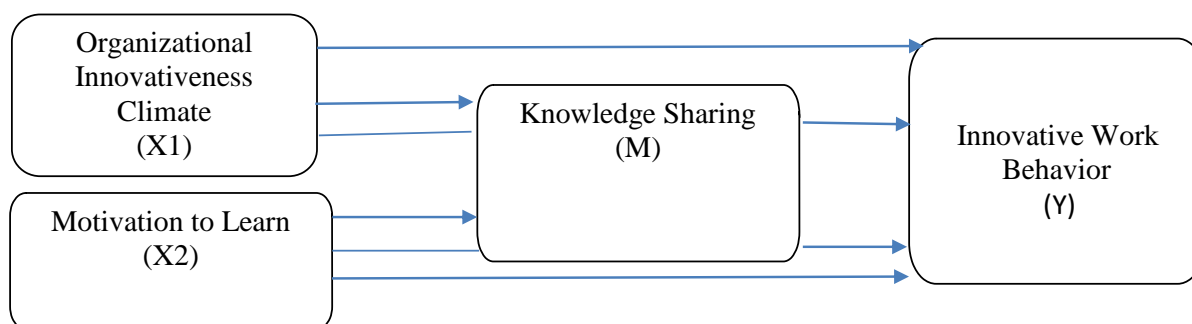 Organizational
Innovativeness
Climate
(X1)
Knowledge Sharing
(M)
Innovative Work
Behavior
(Y)
Motivation to Learn
(X2)